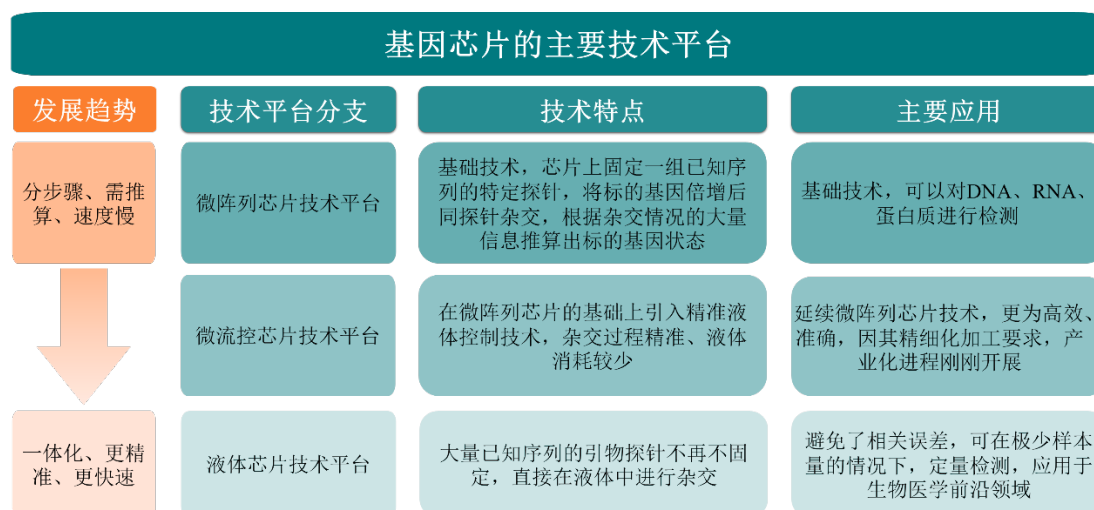 基因芯片的主要技术平台
发展趋势
技术平台分支
技术特点
主要应用
分步骤、需推
算、速度慢
微阵列芯片技术平台
基础技术，芯片上固定一组已知序
列的特定探针，将标的基因倍增后
同探针杂交，根据杂交情况的大量
信息推算出标的基因状态
基础技术，可以对DNA、RNA、
蛋白质进行检测
微流控芯片技术平台
在微阵列芯片的基础上引入精准液
体控制技术，杂交过程精准、液体
消耗较少
延续微阵列芯片技术，更为高效、
准确，因其精细化加工要求，产
业化进程刚刚开展
一体化、更精
准、更快速
液体芯片技术平台
大量已知序列的引物探针不再不固
定，直接在液体中进行杂交
避免了相关误差，可在极少样本
量的情况下，定量检测，应用于
生物医学前沿领域